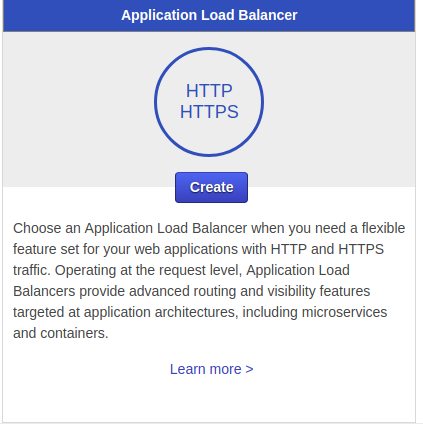 Application Load Balancer
HTTP
HTTPS
Create
Choose an Application Load Balancer when you need a flexible
feature set for your web applications with HTTP and HTTPS
traffic. Operating at the request level, Application Load
Balancers provide advanced routing and visibility features
targeted at application architectures, including microservices
and containers.
Learn more >